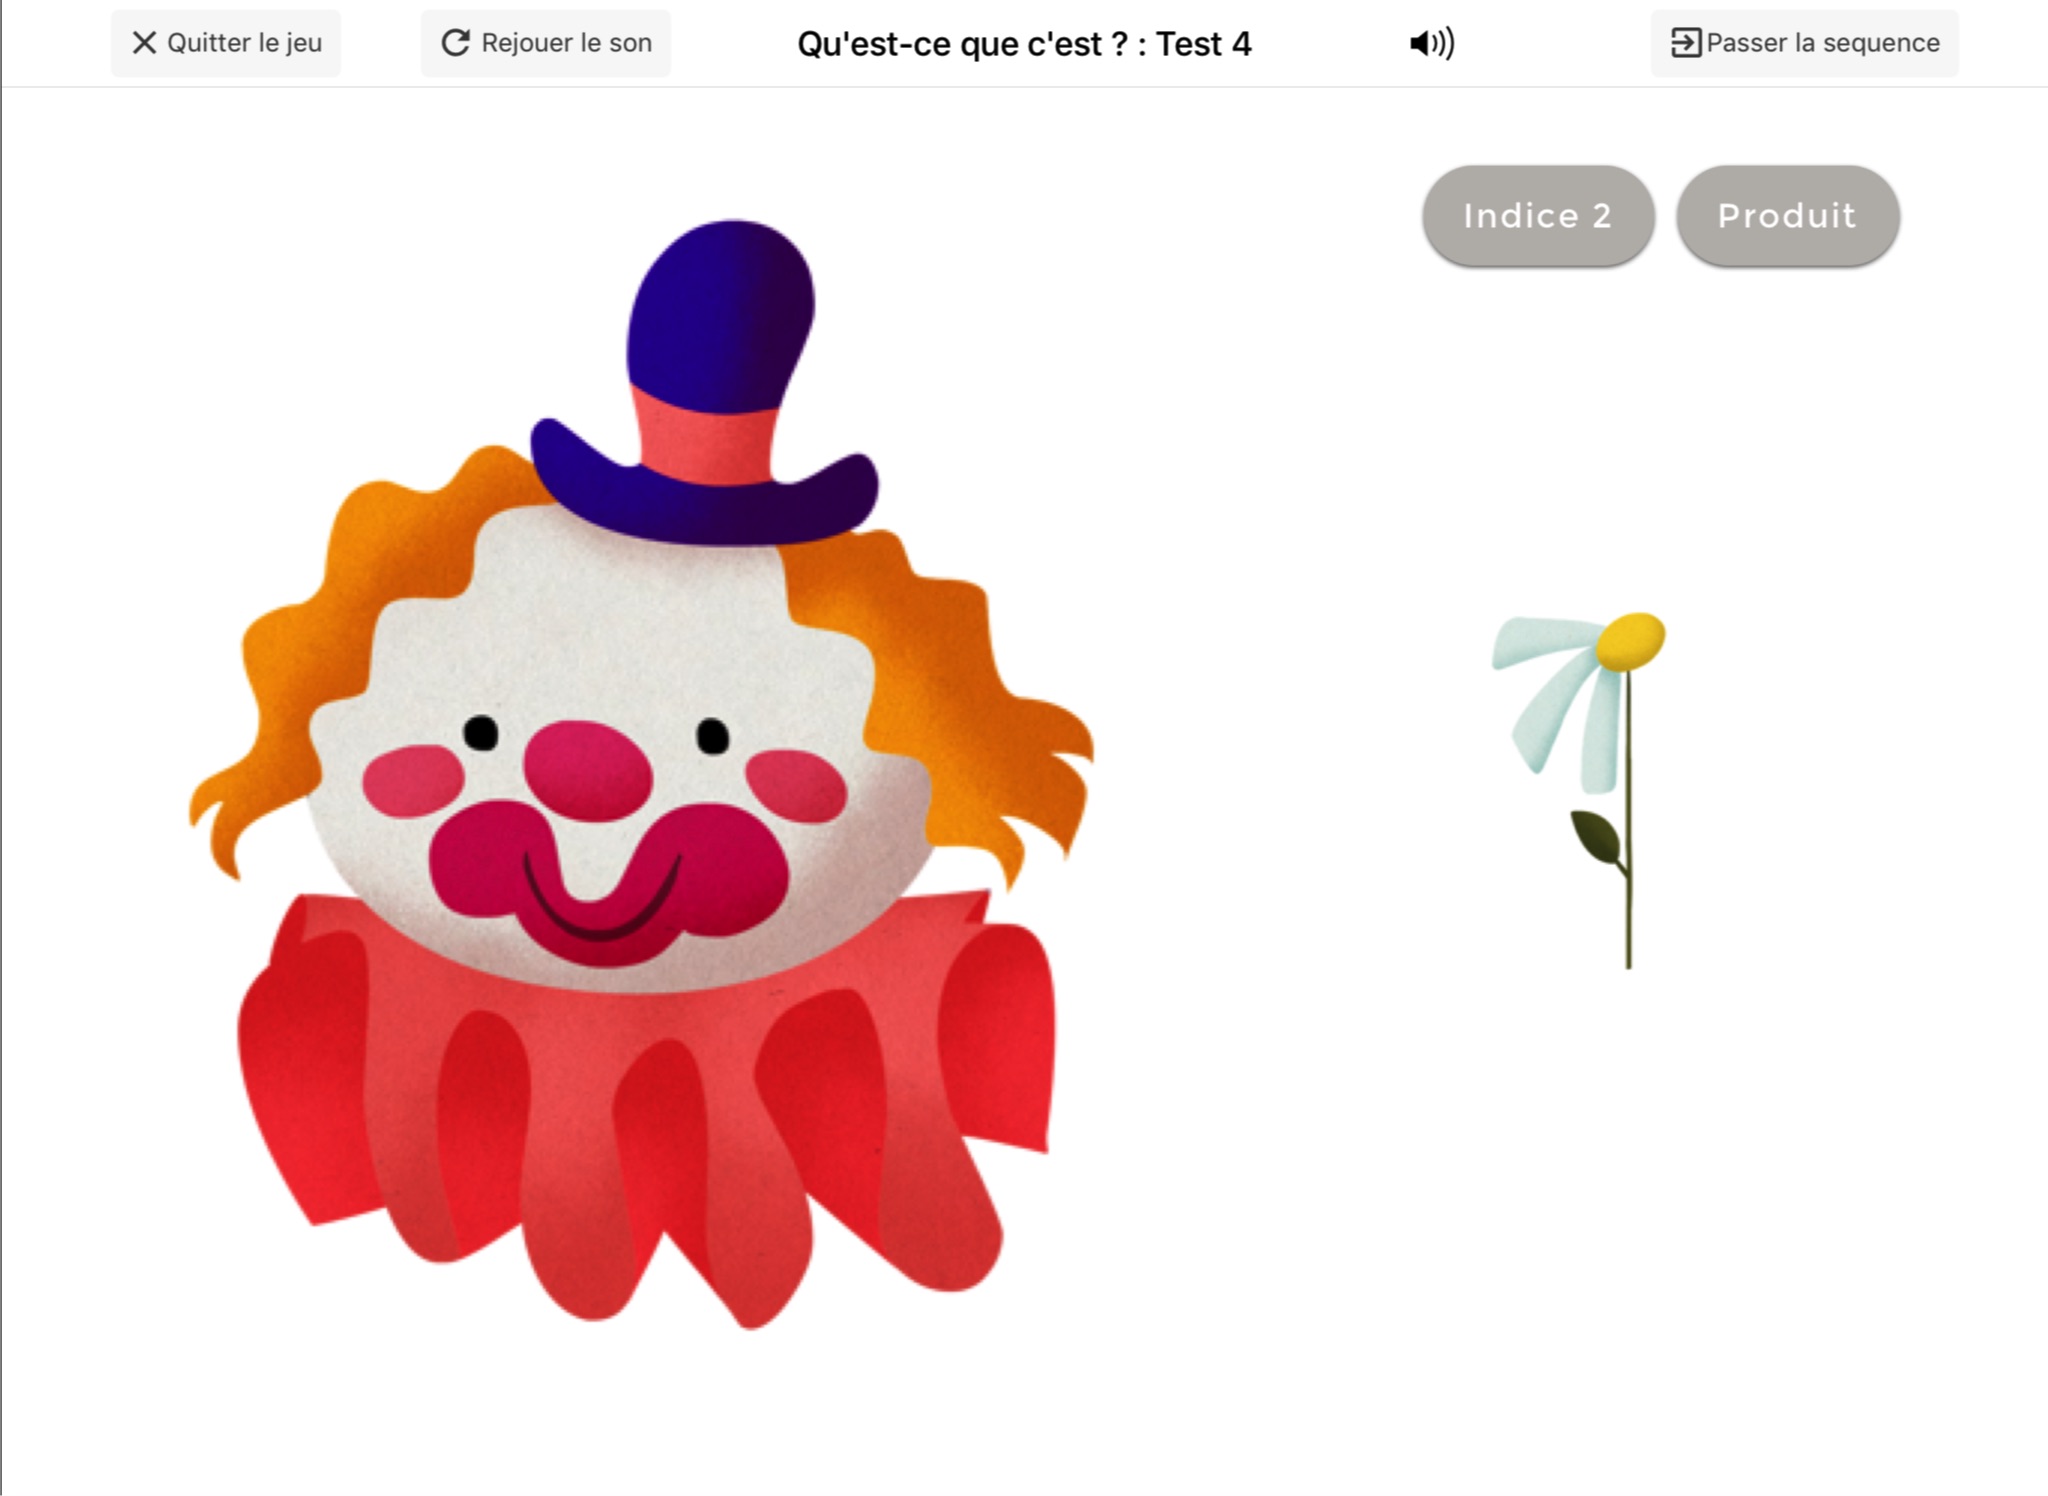 Quitter le jeu
Rejouer le son
Qu'est-ce que c'est ? : Test 4
Passer la sequence
Indice 2
Produit